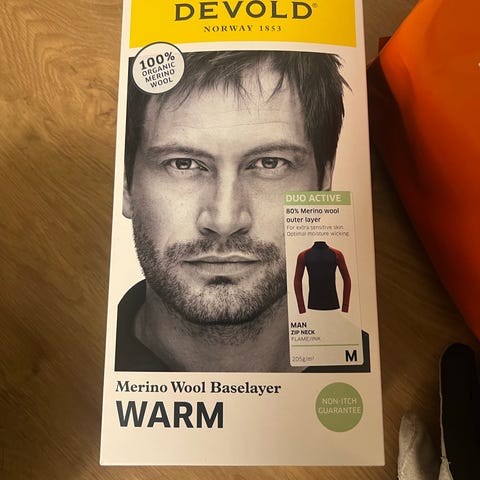 DEVOLD®
NORWAY 1853
100%
ORGANIC
MERINO
WOOL
DUO ACTIVE
80% Merino wool
outer layer
For extra sensitive skin.
Optimal moisture wicking
MAN
ZIP NECK
FLAME/INK
205g/m² M
Merino Wool Baselayer
WARM
NON-ITCH
GUARANTEE